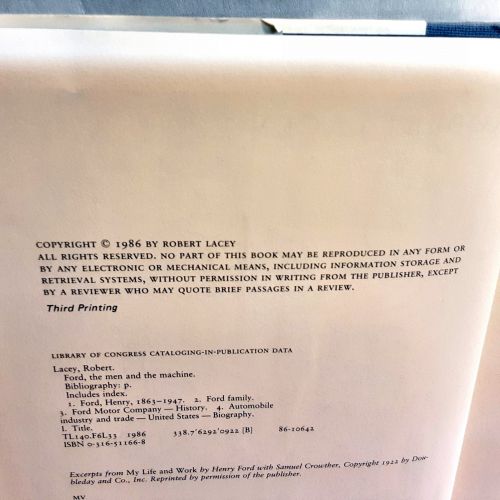 COPYRIGHT © 1986 BY ROBERT LACEY
ALL RIGHTS RESERVED. NO PART OF THIS BOOK MAY BE REPRODUCED IN ANY FORM OR
BY ANY ELECTRONIC OR MECHANICAL MEANS, INCLUDING INFORMATION STORAGE AND
RETRIEVAL SYSTEMS, WITHOUT PERMISSION IN WRITING FROM THE PUBLISHER, EXCEPT
BY A REVIEWER WHO MAY QUOTE BRIEF PASSAGES IN A REVIEW.
Third Printing
LIBRARY OF CONGRESS CATALOGING-IN-PUBLICATION DATA
Lacey, Robert.
Ford, the men and the machine.
Bibliography: p.
Includes index.
1. Ford, Henry, 1863–1947. 2. Ford family.
3. Ford Motor Company — History. 4. Automobile
industry and trade — United States — Biography.
I. Title.
TL140.F6L33 1986 338.7'6292'0922 [B] 86-10642
ISBN 0-316-51166-8
Excerpts from My Life and Work by Henry Ford with Samuel Crowther, Copyright 1922 by Dou-
bleday and Co., Inc. Reprinted by permission of the publisher.
MV